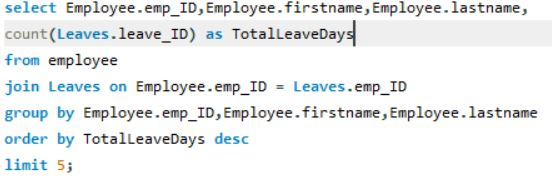 select Employee.emp_ID,Employee.firstname,Employee.lastname,
count(Leaves.leave_ID) as TotalLeaveDays
from employee
join Leaves on Employee.emp_ID = Leaves.emp_ID
group by Employee.emp_ID,Employee.firstname,Employee.lastname
order by TotalLeaveDays desc
limit 5;